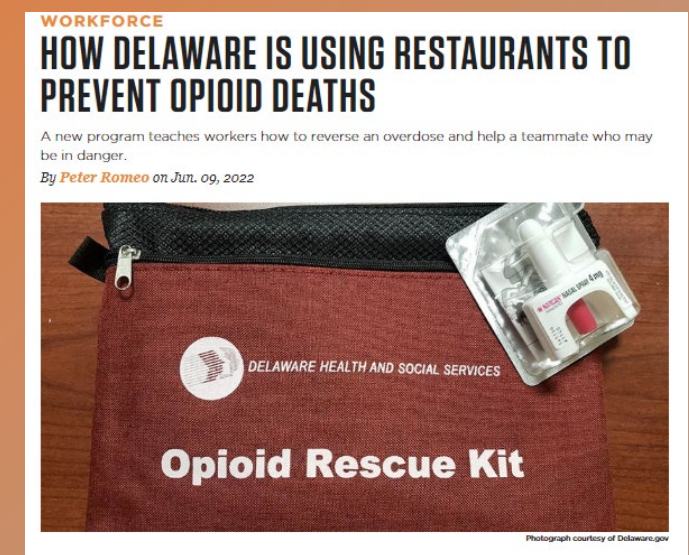 WORKFORCE
HOW DELAWARE IS USING RESTAURANTS TO
PREVENT OPIOID DEATHS
A new program teaches workers how to reverse an overdose and help a teammate who may
be in danger.
By Peter Romeo on Jun. 09, 2022
NARCAN NASAL SPRAY 4 mg
DELAWARE HEALTH AND SOCIAL SERVICES
Opioid Rescue Kit
Photograph courtesy of Delaware.gov